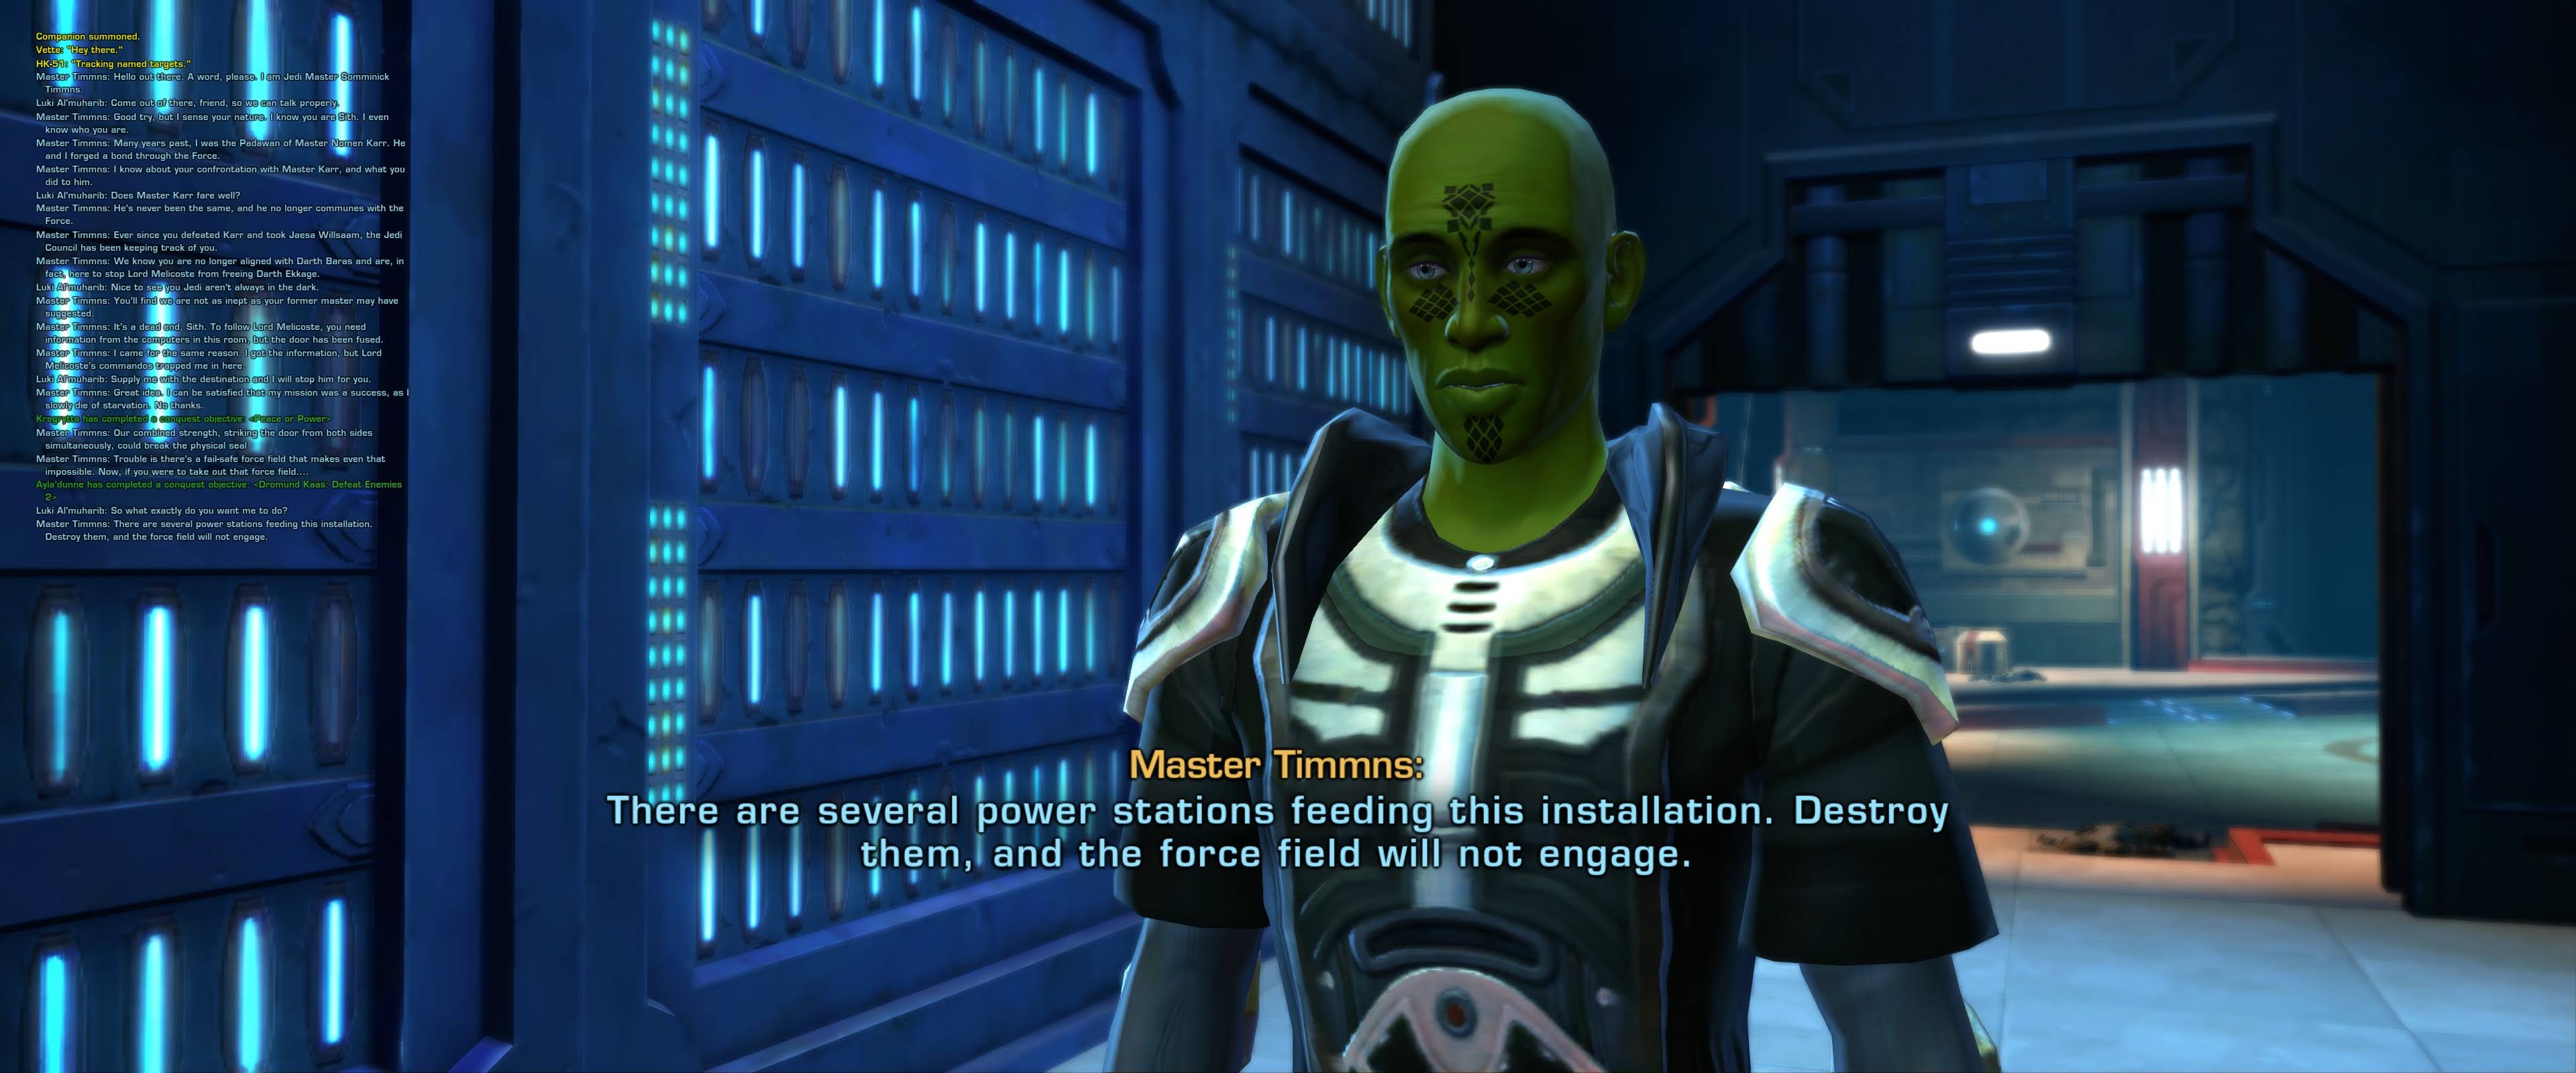 Companion summoned.
Vette: "Hey there."
HK-51: "Tracking named targets."
Master Timmns: Hello out there. A word, please. I am Jedi Master Somminick
Timmns.
Luki Al'muharib: Come out of there, friend, so we can talk properly.
Master Timmns: Good try, but I sense your nature. I know you are Sith. I even
know who you are.
Master Timmns: Many years past, I was the Padawan of Master Nomen Karr. He
and I forged a bond through the Force.
Master Timmns: I know about your confrontation with Master Karr, and what you
did to him.
Luki Al'muharib: Does Master Karr fare well?
Master Timmns: He's never been the same, and he no longer communes with the
Force.
Master Timmns: Ever since you defeated Karr and took Jaesa Willsaam, the Jedi
Council has been keeping track of you.
Master Timmns: We know you are no longer aligned with Darth Baras and are, in
fact, here to stop Lord Melicoste from freeing Darth Ekkage.
Luki Al'muharib: Nice to see you Jedi aren't always in the dark.
Master Timmns: You'll find we are not as inept as your former master may have
suggested.
Master Timmns: It's a dead end, Sith. To follow Lord Melicoste, you need
information from the computers in this room, but the door has been fused.
Master Timmns: I came for the same reason. I got the information, but Lord
Melicoste's commandos trapped me in here.
Luki Al'muharib: Supply me with the destination and I will stop him for you.
Master Timmns: Great idea. I can be satisfied that my mission was a success, as I
slowly die of starvation. No thanks.
has completed a conquest objective: <Peace or Power>
Master Timmns: Our combined strength, striking the door from both sides
simultaneously, could break the physical seal.
Master Timmns: Trouble is there's a fail-safe force field that makes even that
impossible. Now, if you were to take out that force field....
Ayla'dunne has completed a conquest objective: <Dromund Kaas: Defeat Enemies
2>
Luki Al'muharib: So what exactly do you want me to do?
Master Timmns: There are several power stations feeding this installation.
Destroy them, and the force field will not engage.
Master Timmns:
There are several power stations feeding this installation. Destroy
them, and the force field will not engage.